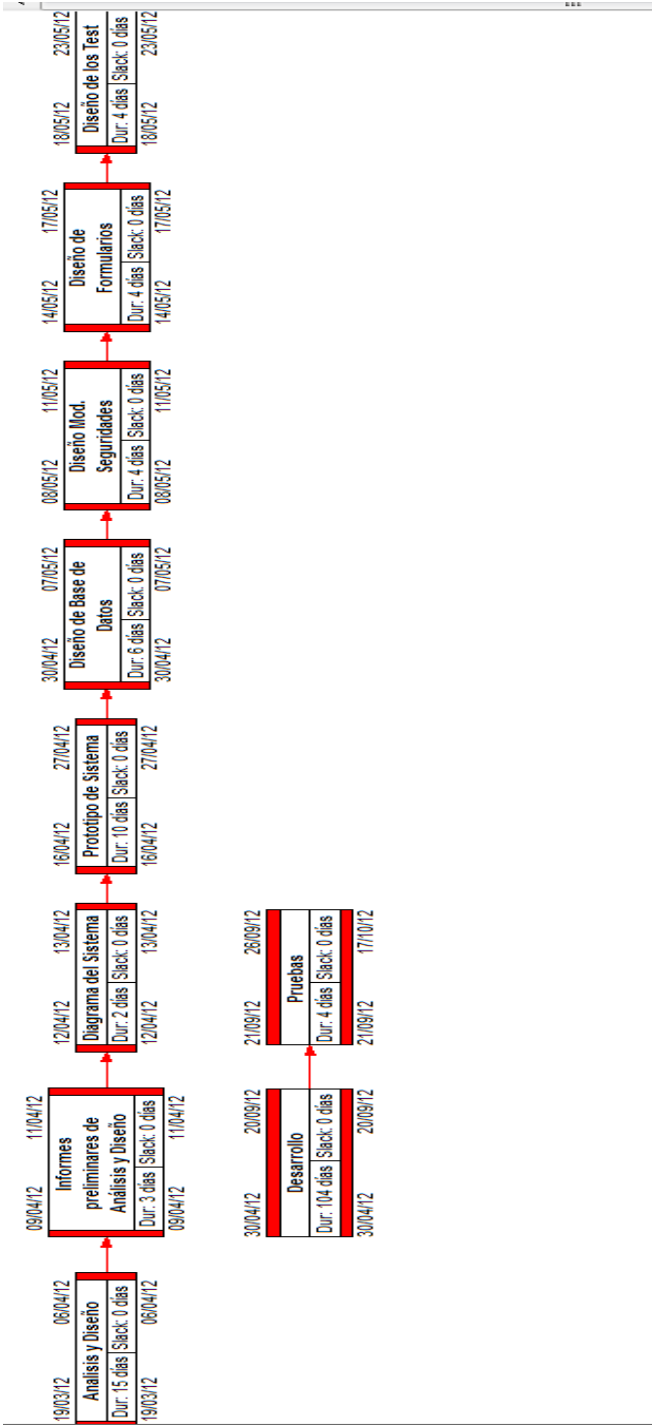 19/03/12 06/04/12
Analisis y Diseño
Dur: 15 días Slack: 0 días
19/03/12 06/04/12
09/04/12 11/04/12
Informes
preliminares de
Análisis y Diseño
Dur: 3 días Slack: 0 días
09/04/12 11/04/12
12/04/12 13/04/12
Diagrama del Sistema
Dur: 2 días Slack: 0 días
12/04/12 13/04/12
16/04/12 27/04/12
Prototipo de Sistema
Dur: 10 días Slack: 0 días
16/04/12 27/04/12
30/04/12 07/05/12
Diseño de Base de
Datos
Dur: 6 días Slack: 0 días
30/04/12 07/05/12
08/05/12 11/05/12
Diseño Mod.
Seguridades
Dur: 4 días Slack: 0 días
08/05/12 11/05/12
14/05/12 17/05/12
Diseño de
Formularios
Dur: 4 días Slack: 0 días
14/05/12 17/05/12
18/05/12 23/05/12
Diseño de los Test
Dur: 4 días Slack: 0 días
18/05/12 23/05/12
30/04/12 20/09/12
Desarrollo
Dur: 104 días Slack: 0 días
30/04/12 20/09/12
21/09/12 26/09/12
Pruebas
Dur: 4 días Slack: 0 días
21/09/12 17/10/12